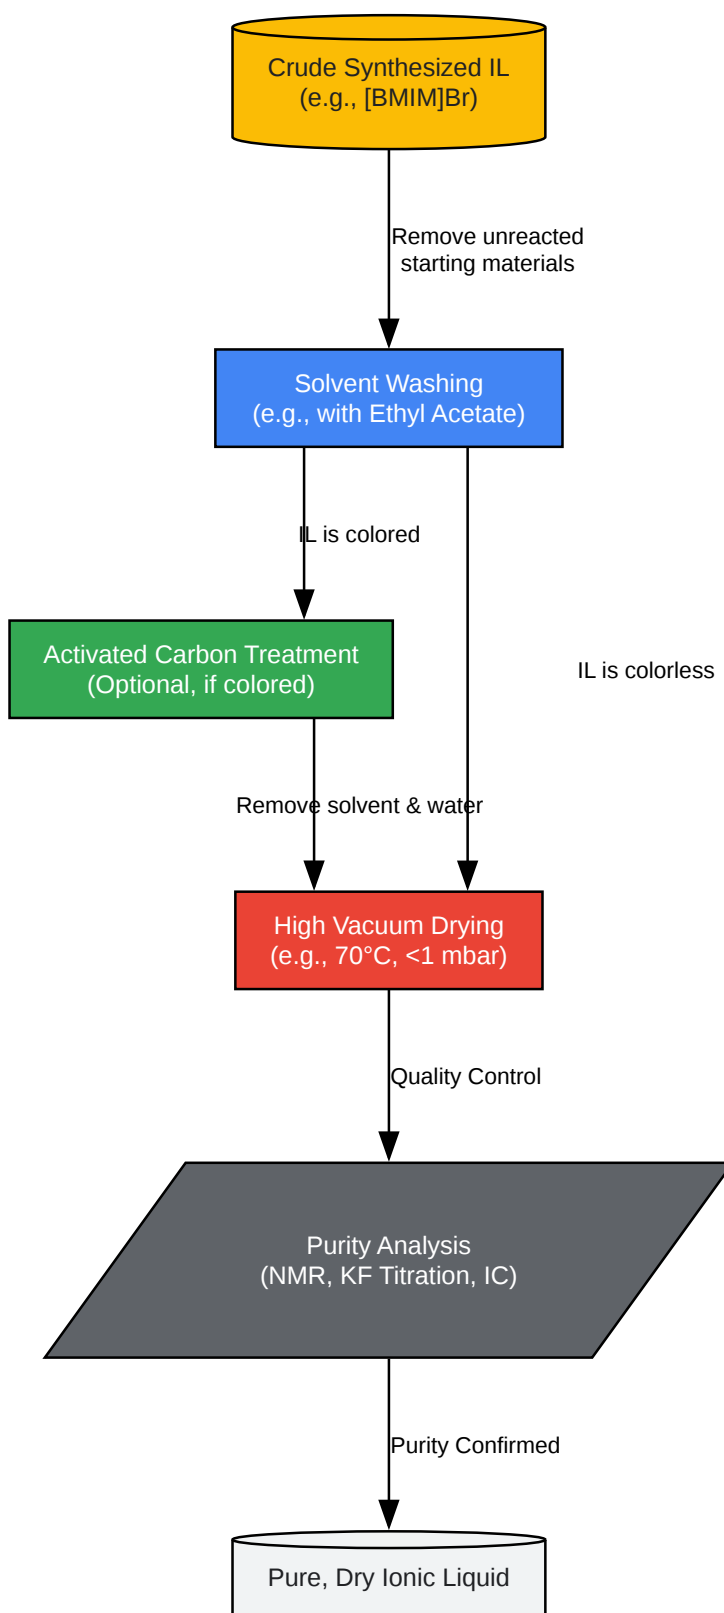 Crude Synthesized IL
(e.g., [BMIM]Br)
Remove unreacted
starting materials
Solvent Washing
(e.g., with Ethyl Acetate)
IL is colored
Activated Carbon Treatment
(Optional, if colored)
IL is colorless
Remove solvent & water
High Vacuum Drying
(e.g., 70°C, <1 mbar)
Quality Control
Purity Analysis
(NMR, KF Titration, IC)
Purity Confirmed
Pure, Dry Ionic Liquid